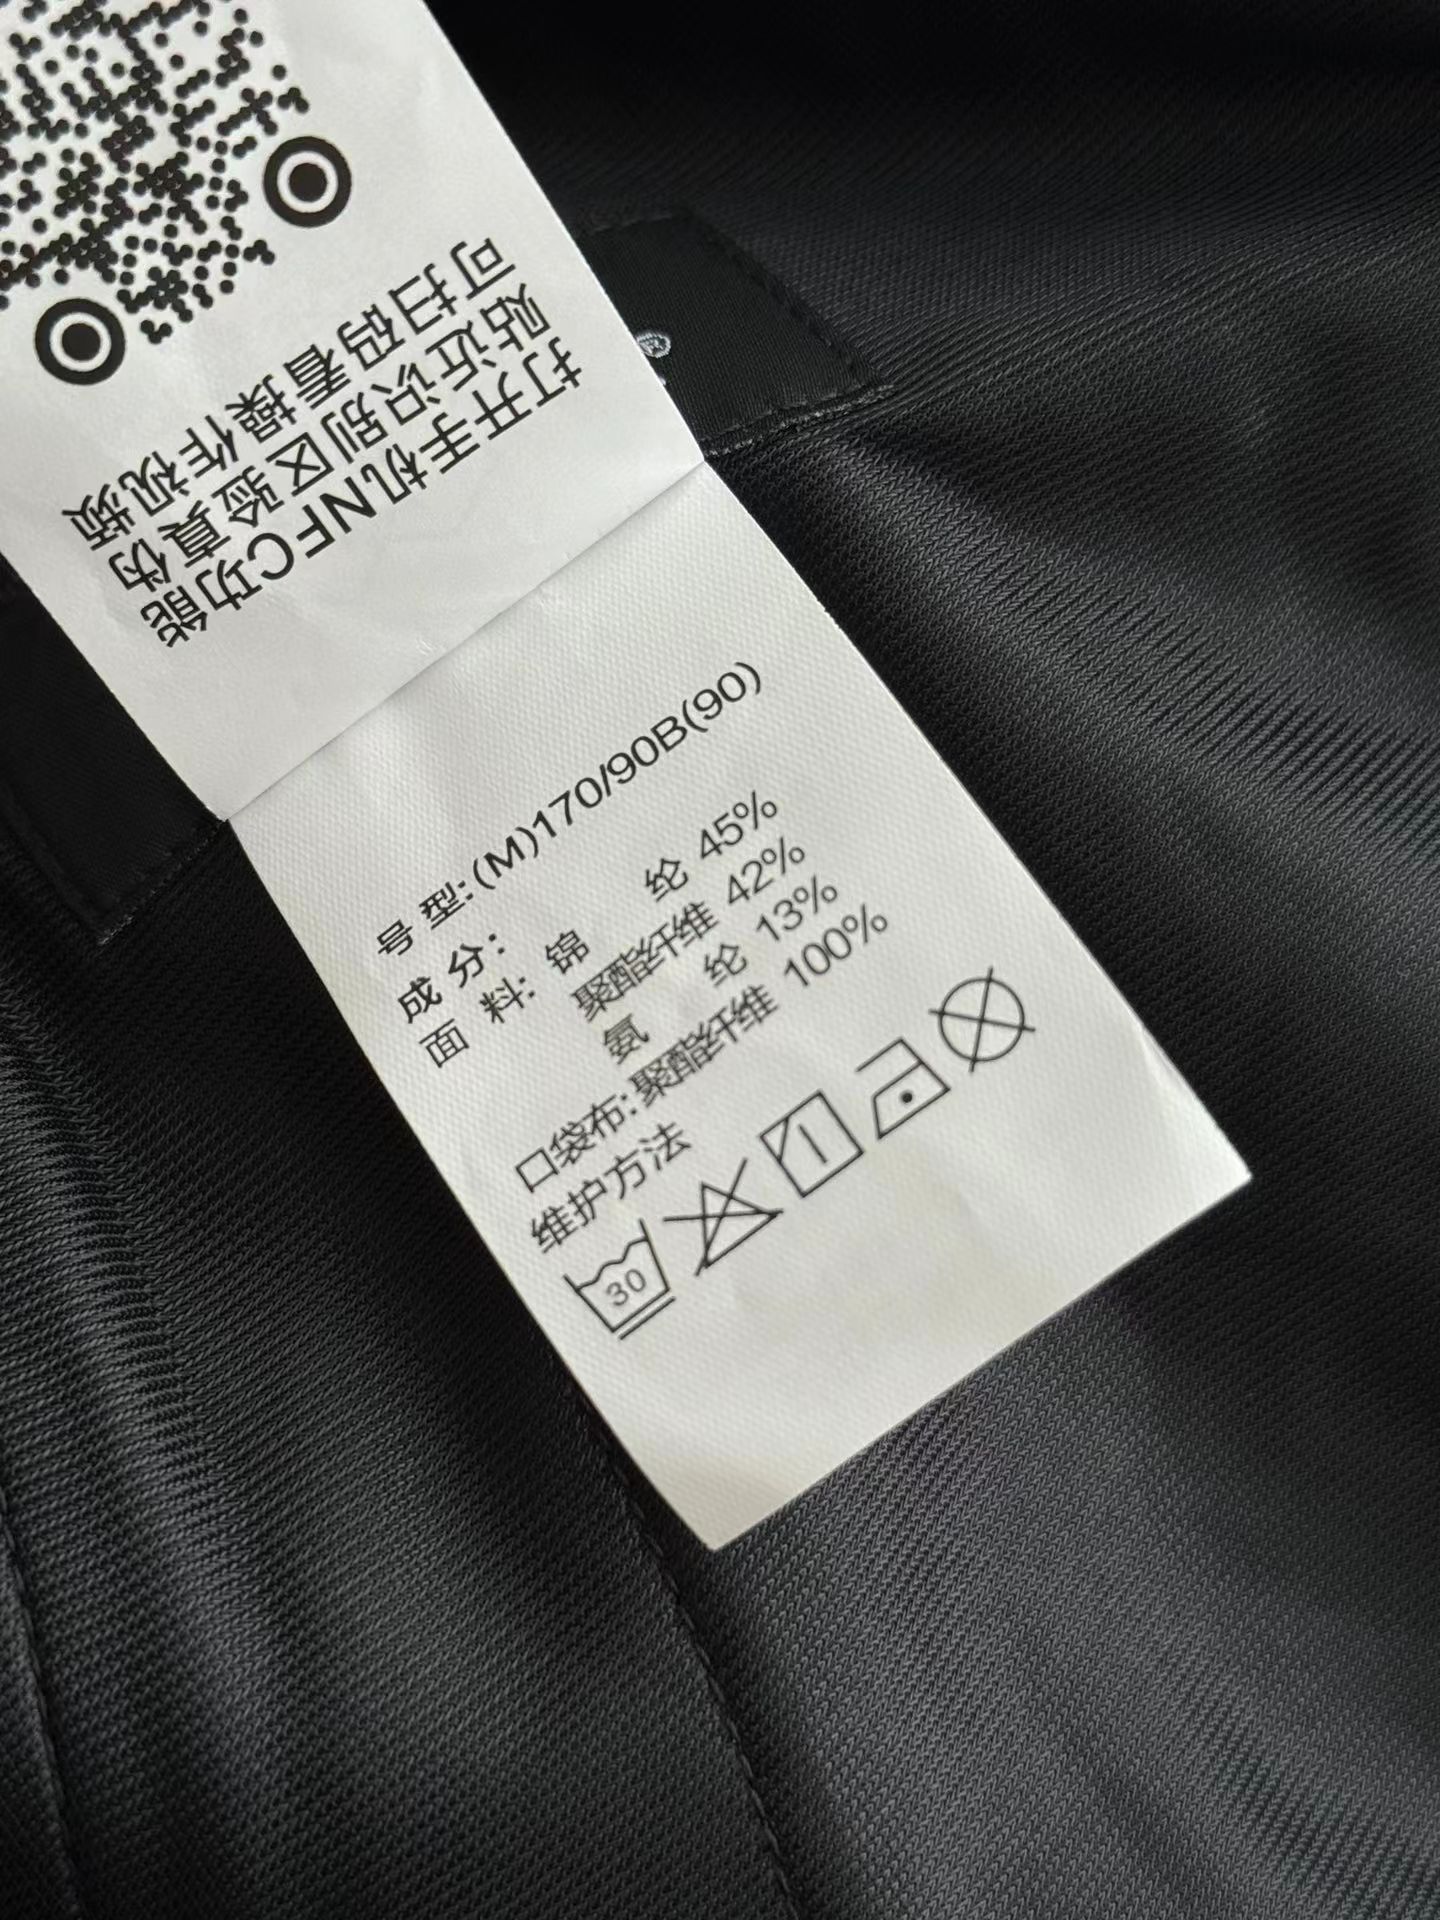 打开手机NFC功能
贴近识别区验真伪
可扫码看操作视频
号型:(M)170/90B(90)
成分:
面料:锦纶 45%
聚酯纤维 42%
氨纶 13%
口袋布:聚酯纤维 100%
维护方法
30